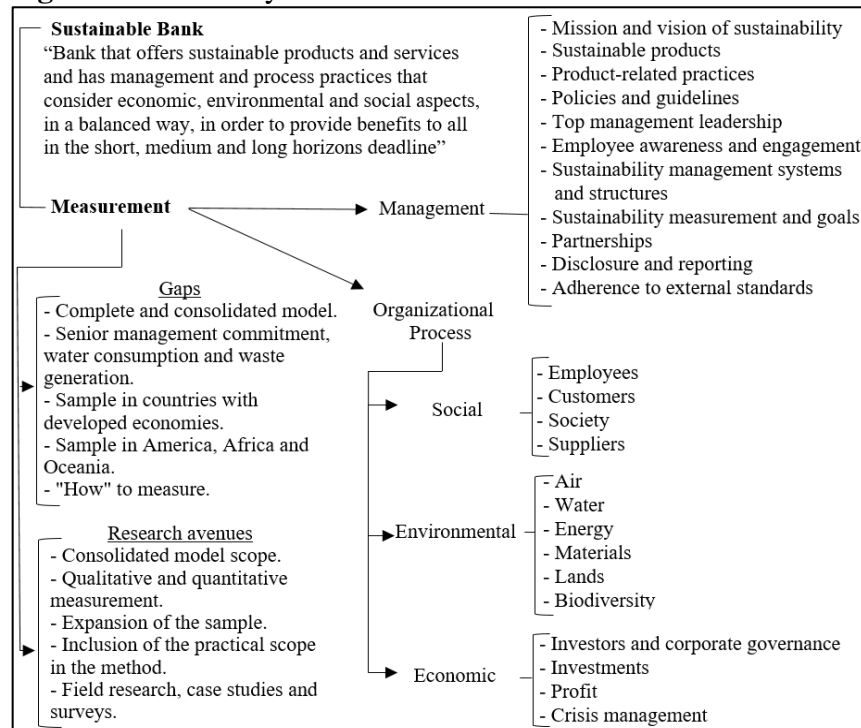 Sustainable Bank
“Bank that offers sustainable products and services
and has management and process practices that
consider economic, environmental and social aspects,
in a balanced way, in order to provide benefits to all
in the short, medium and long horizons deadline”
Measurement
Management
- Mission and vision of sustainability
- Sustainable products
- Product-related practices
- Policies and guidelines
- Top management leadership
- Employee awareness and engagement
- Sustainability management systems
and structures
- Sustainability measurement and goals
- Partnerships
- Disclosure and reporting
- Adherence to external standards
Gaps
- Complete and consolidated model.
- Senior management commitment,
water consumption and waste
generation.
- Sample in countries with
developed economies.
- Sample in America, Africa and
Oceania.
- "How" to measure.
Research avenues
- Consolidated model scope.
- Qualitative and quantitative
measurement.
- Expansion of the sample.
- Inclusion of the practical scope
in the method.
- Field research, case studies and
surveys.
Organizational
Process
Social
- Employees
- Customers
- Society
- Suppliers
Environmental
- Air
- Water
- Energy
- Materials
- Lands
- Biodiversity
Economic
- Investors and corporate governance
- Investments
- Profit
- Crisis management